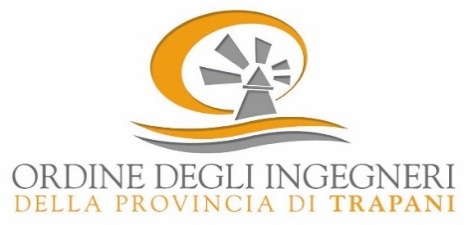 ORDINE DEGLI INGEGNERI
DELLA PROVINCIA DI TRAPANI